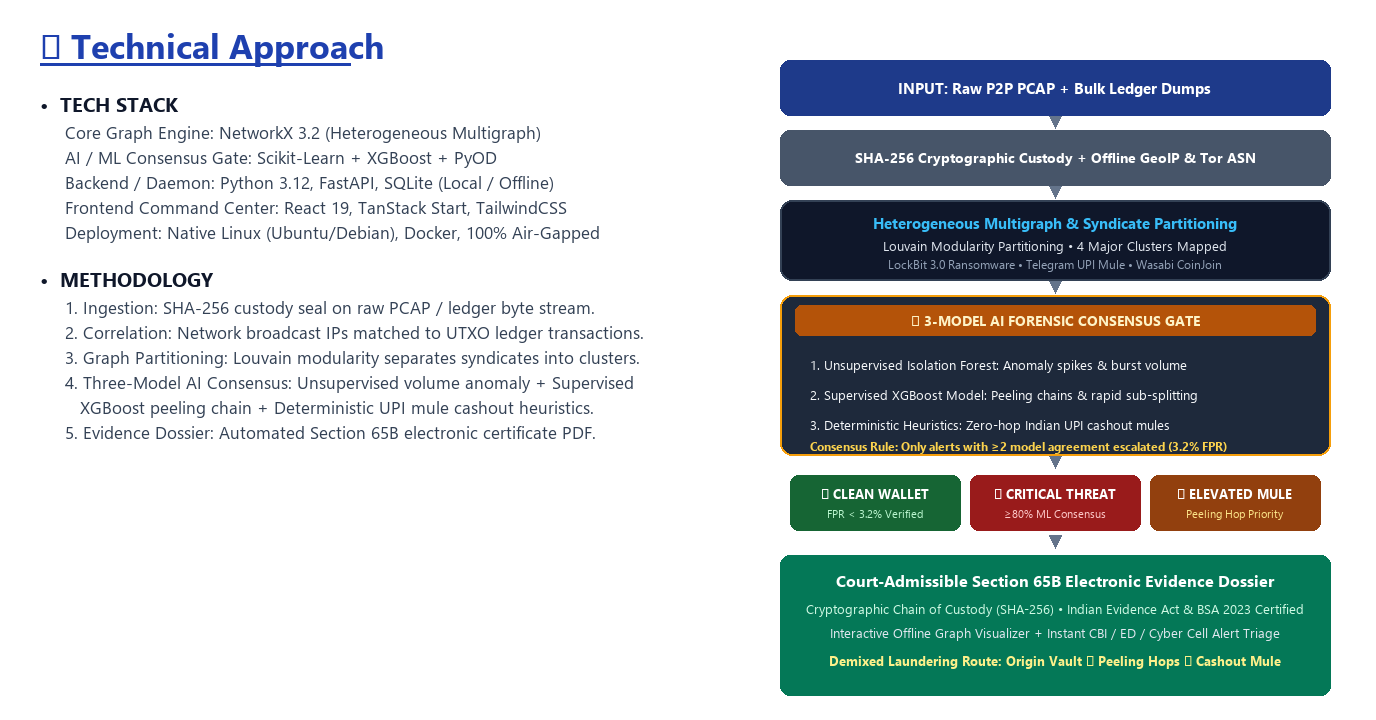 Technical Approach
• TECH STACK
Core Graph Engine: NetworkX 3.2 (Heterogeneous Multigraph)
AI / ML Consensus Gate: Scikit-Learn + XGBoost + PyOD
Backend / Daemon: Python 3.12, FastAPI, SQLite (Local / Offline)
Frontend Command Center: React 19, TanStack Start, TailwindCSS
Deployment: Native Linux (Ubuntu/Debian), Docker, 100% Air-Gapped
• METHODOLOGY
1. Ingestion: SHA-256 custody seal on raw PCAP / ledger byte stream.
2. Correlation: Network broadcast IPs matched to UTXO ledger transactions.
3. Graph Partitioning: Louvain modularity separates syndicates into clusters.
4. Three-Model AI Consensus: Unsupervised volume anomaly + Supervised
XGBoost peeling chain + Deterministic UPI mule cashout heuristics.
5. Evidence Dossier: Automated Section 65B electronic certificate PDF.
INPUT: Raw P2P PCAP + Bulk Ledger Dumps
SHA-256 Cryptographic Custody + Offline GeoIP & Tor ASN
Heterogeneous Multigraph & Syndicate Partitioning
Louvain Modularity Partitioning • 4 Major Clusters Mapped
LockBit 3.0 Ransomware • Telegram UPI Mule • Wasabi CoinJoin
3-MODEL AI FORENSIC CONSENSUS GATE
1. Unsupervised Isolation Forest: Anomaly spikes & burst volume
2. Supervised XGBoost Model: Peeling chains & rapid sub-splitting
3. Deterministic Heuristics: Zero-hop Indian UPI cashout mules
Consensus Rule: Only alerts with ≥2 model agreement escalated (3.2% FPR)
CLEAN WALLET
FPR < 3.2% Verified
CRITICAL THREAT
≥80% ML Consensus
ELEVATED MULE
Peeling Hop Priority
Court-Admissible Section 65B Electronic Evidence Dossier
Cryptographic Chain of Custody (SHA-256) • Indian Evidence Act & BSA 2023 Certified
Interactive Offline Graph Visualizer + Instant CBI / ED / Cyber Cell Alert Triage
Demixed Laundering Route: Origin Vault Peeling Hops Cashout Mule